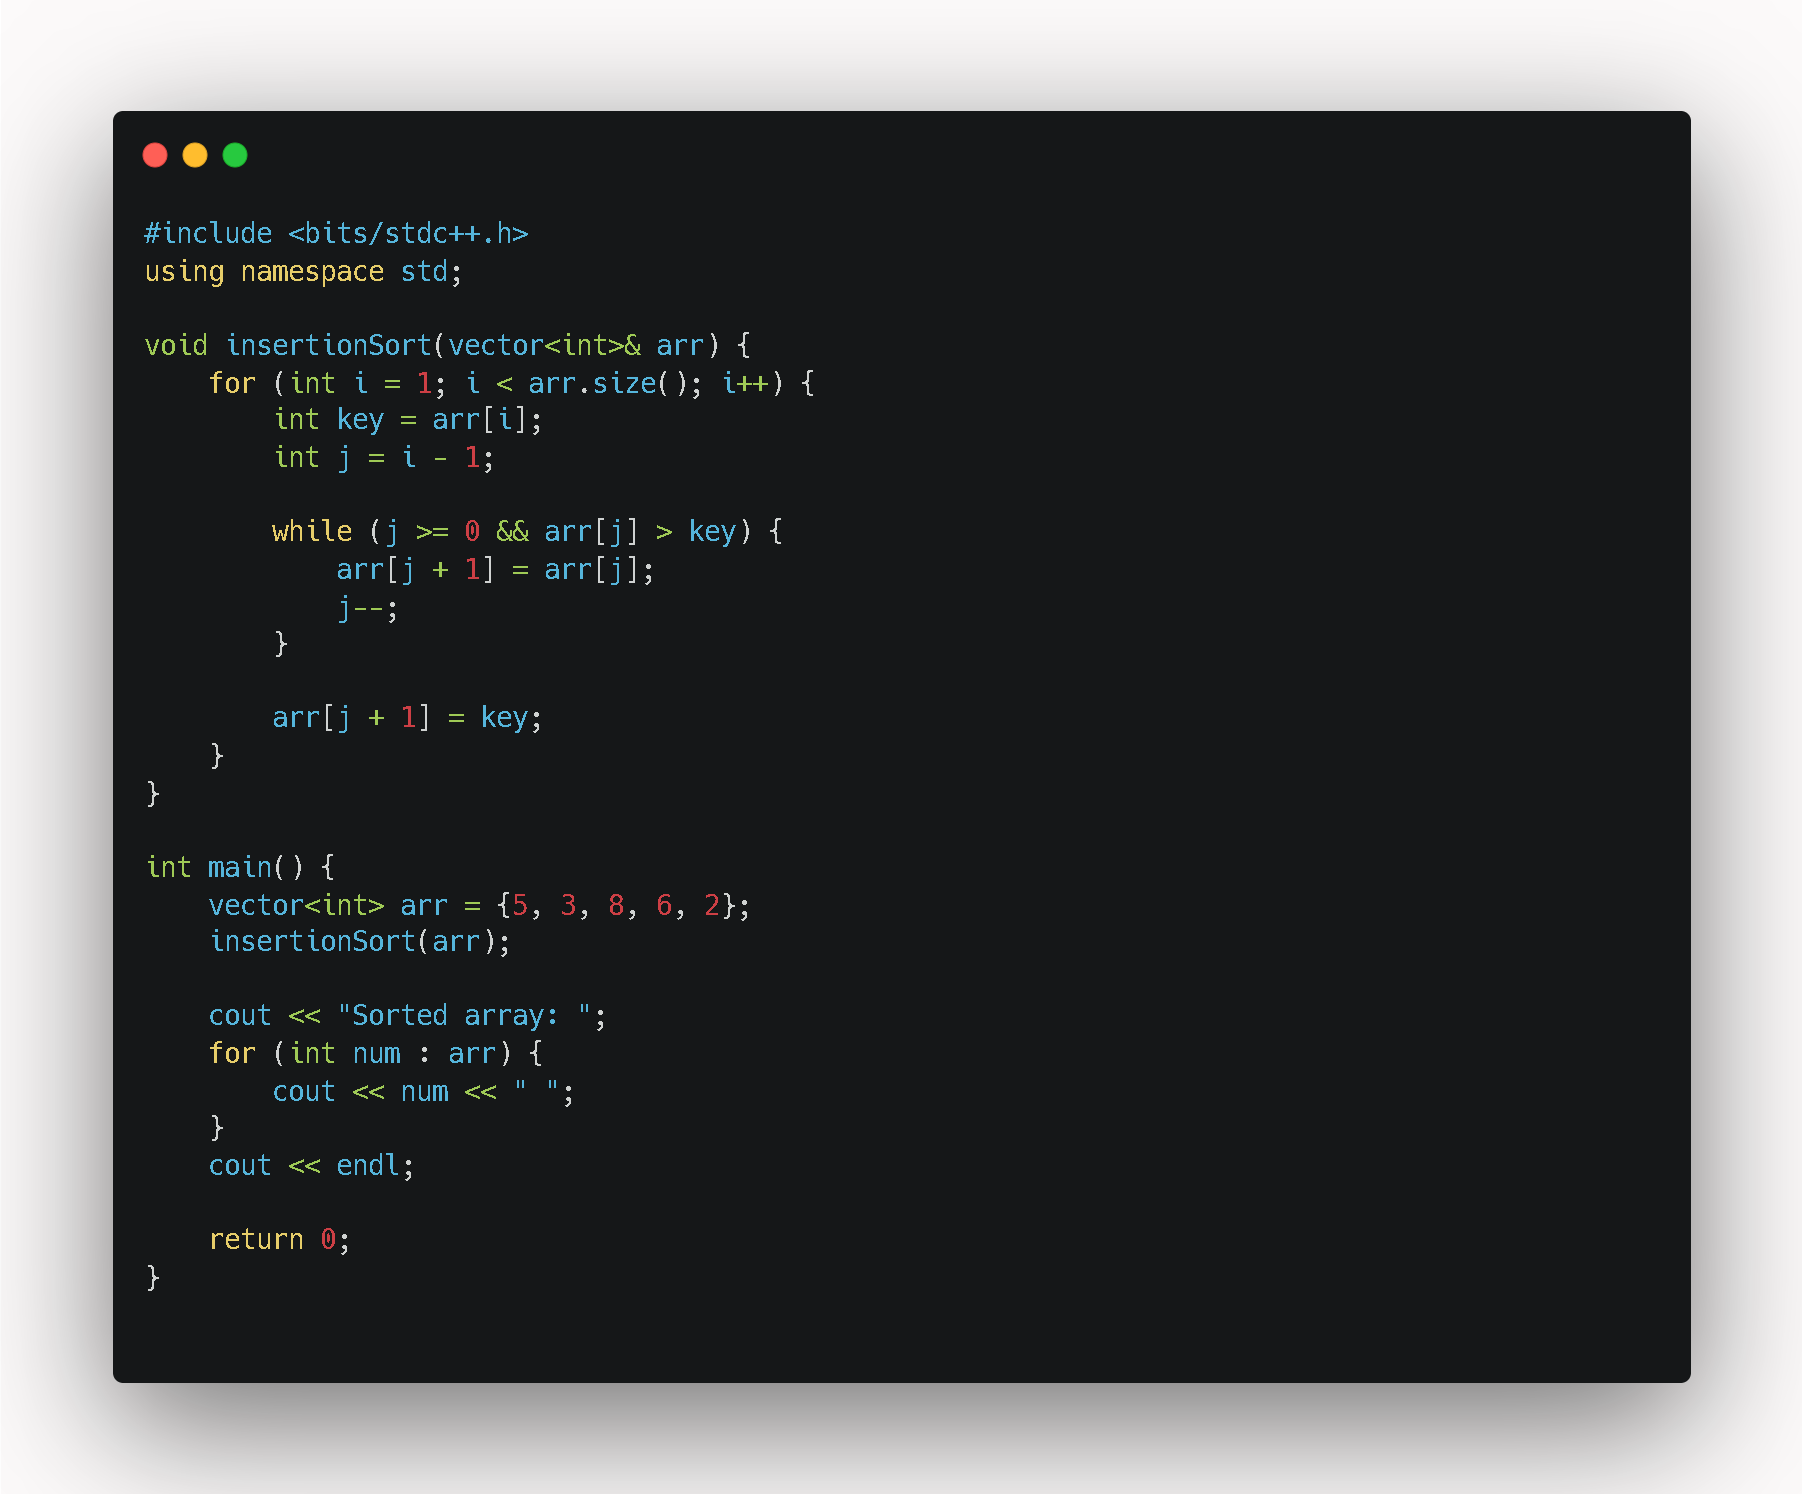 #include <bits/stdc++.h>
using namespace std;

void insertionSort(vector<int>& arr) {
    for (int i = 1; i < arr.size(); i++) {
        int key = arr[i];
        int j = i - 1;

        while (j >= 0 && arr[j] > key) {
            arr[j + 1] = arr[j];
            j--;
        }

        arr[j + 1] = key;
    }
}

int main() {
    vector<int> arr = {5, 3, 8, 6, 2};
    insertionSort(arr);

    cout << "Sorted array: ";
    for (int num : arr) {
        cout << num << " ";
    }
    cout << endl;

    return 0;
}